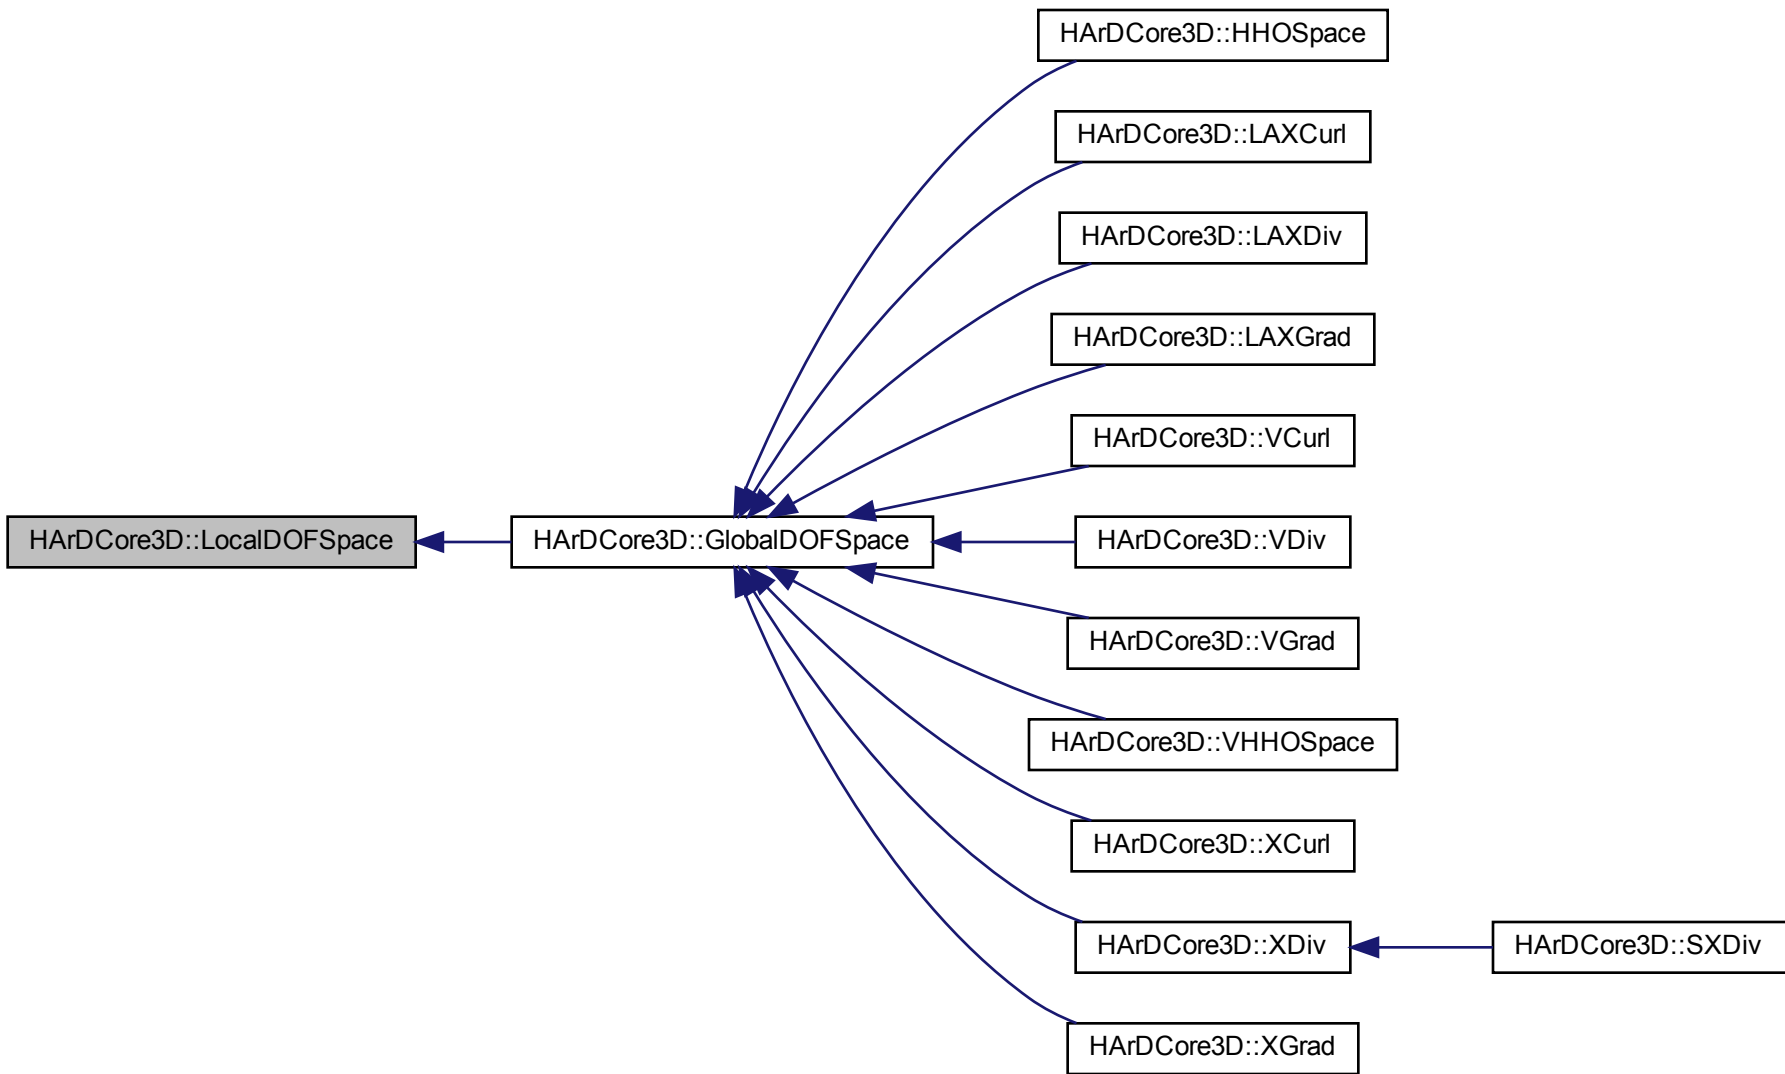 HArDCore3D::HHOSpace
HArDCore3D::LAXCurl
HArDCore3D::LAXDiv
HArDCore3D::LAXGrad
HArDCore3D::VCurl
HArDCore3D::LocalDOFSpace
HArDCore3D::GlobalDOFSpace
HArDCore3D::VDiv
HArDCore3D::VGrad
HArDCore3D::VHHOSpace
HArDCore3D::XCurl
HArDCore3D::XDiv
HArDCore3D::SXDiv
HArDCore3D::XGrad